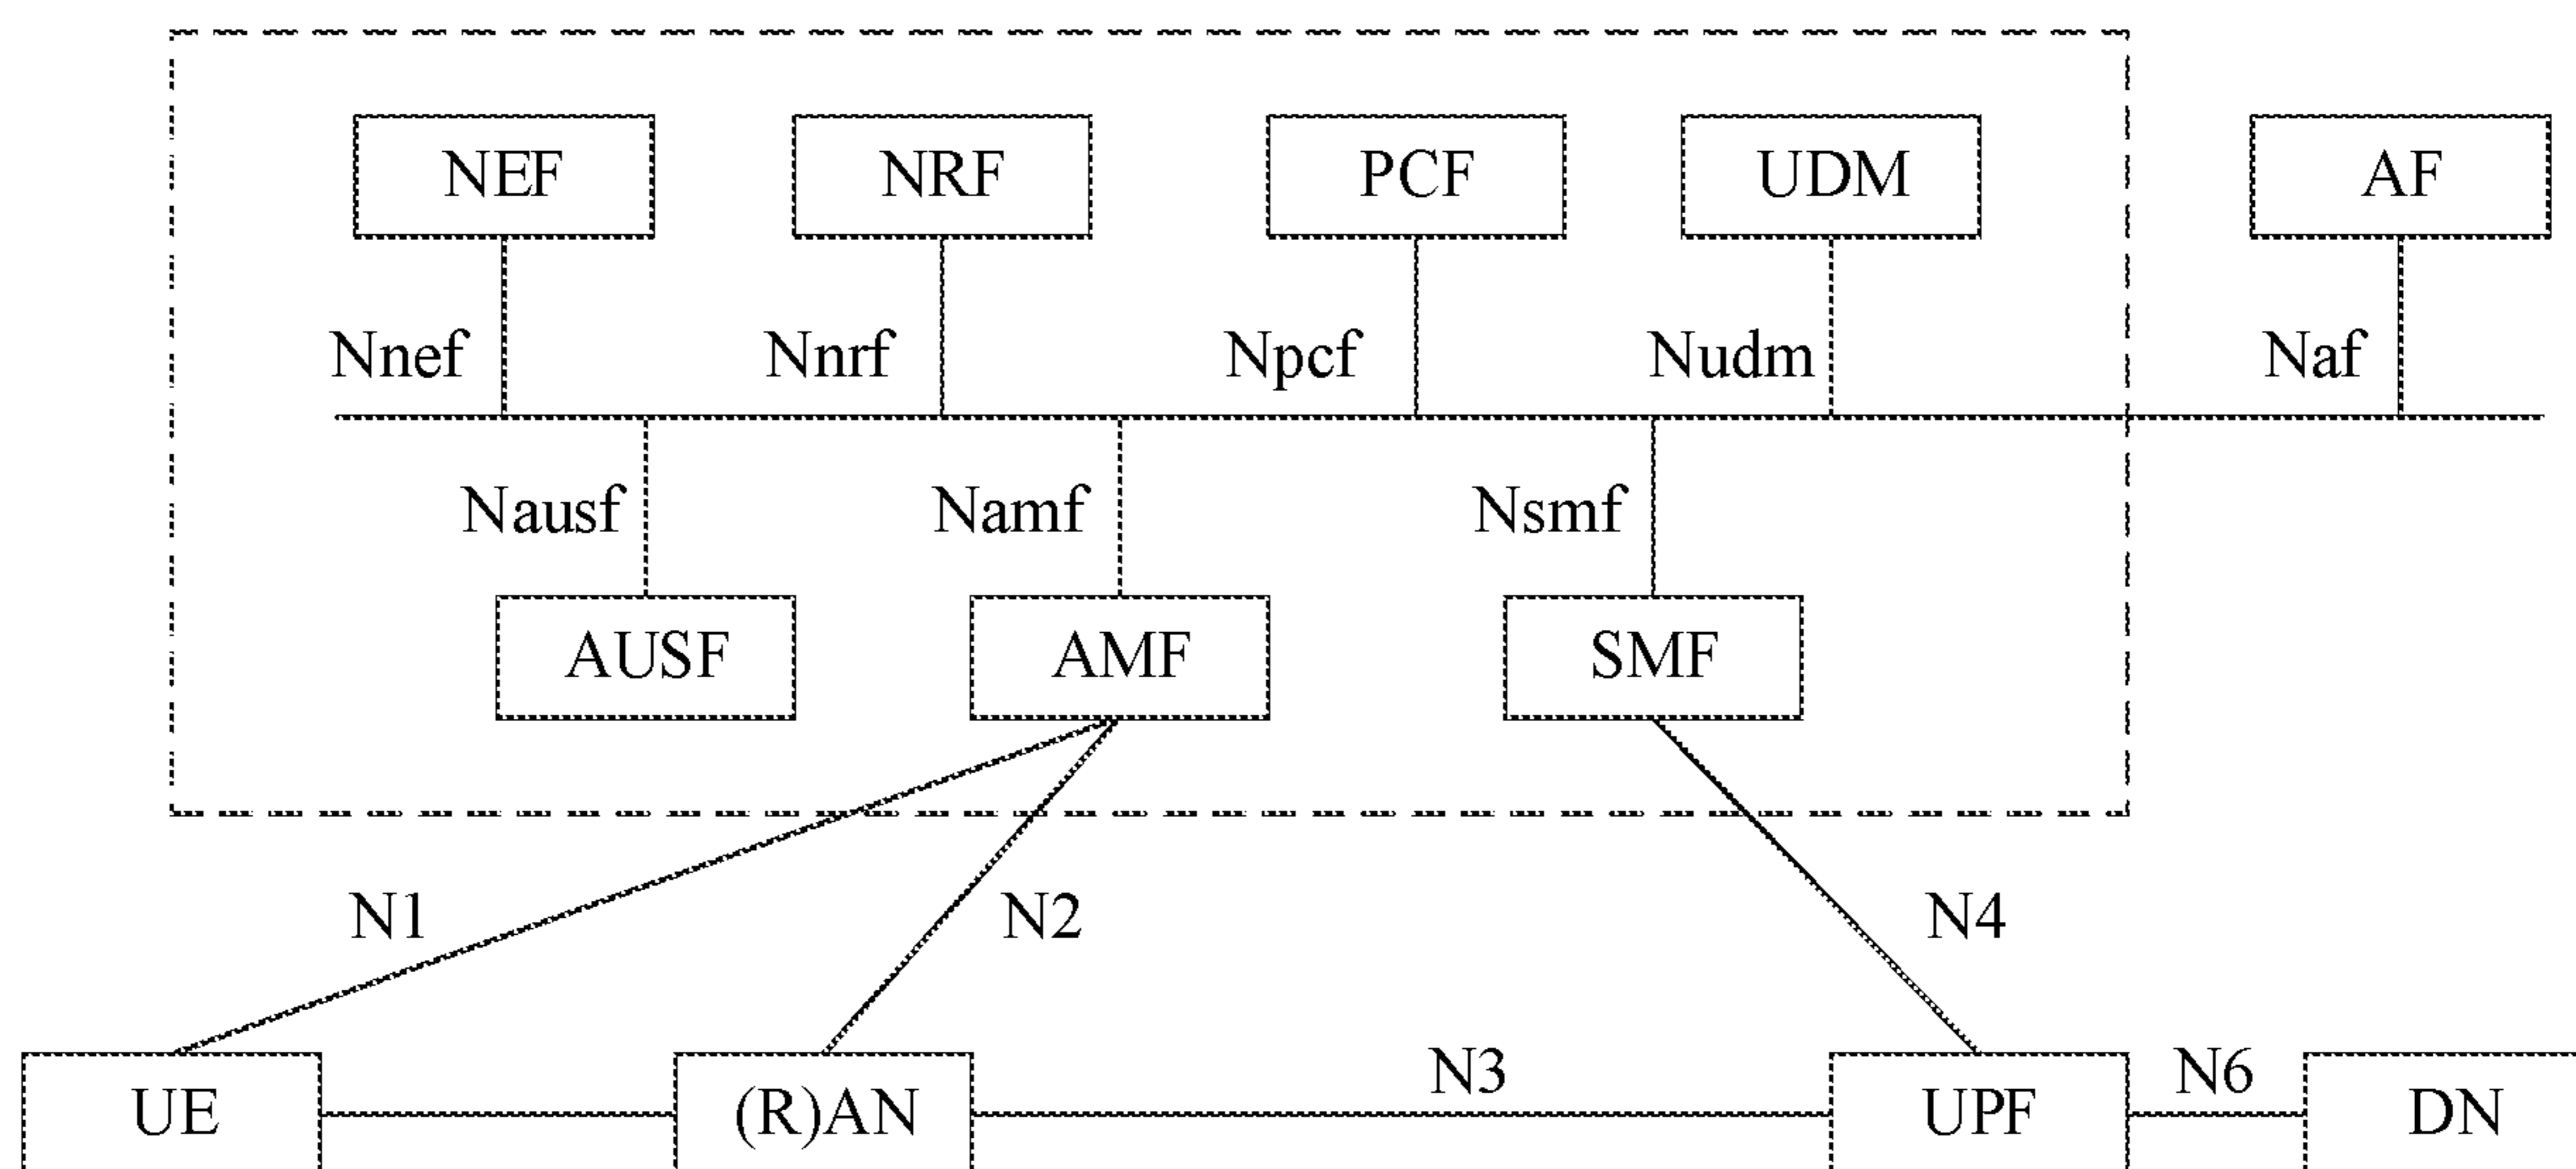 NEF NRF PCF UDM AF
Nnef Nnrf Npcf Nudm Naf
Nausf Namf Nsmf
AUSF AMF SMF
N1 N2 N4
N3 N6
UE (R)AN UPF DN